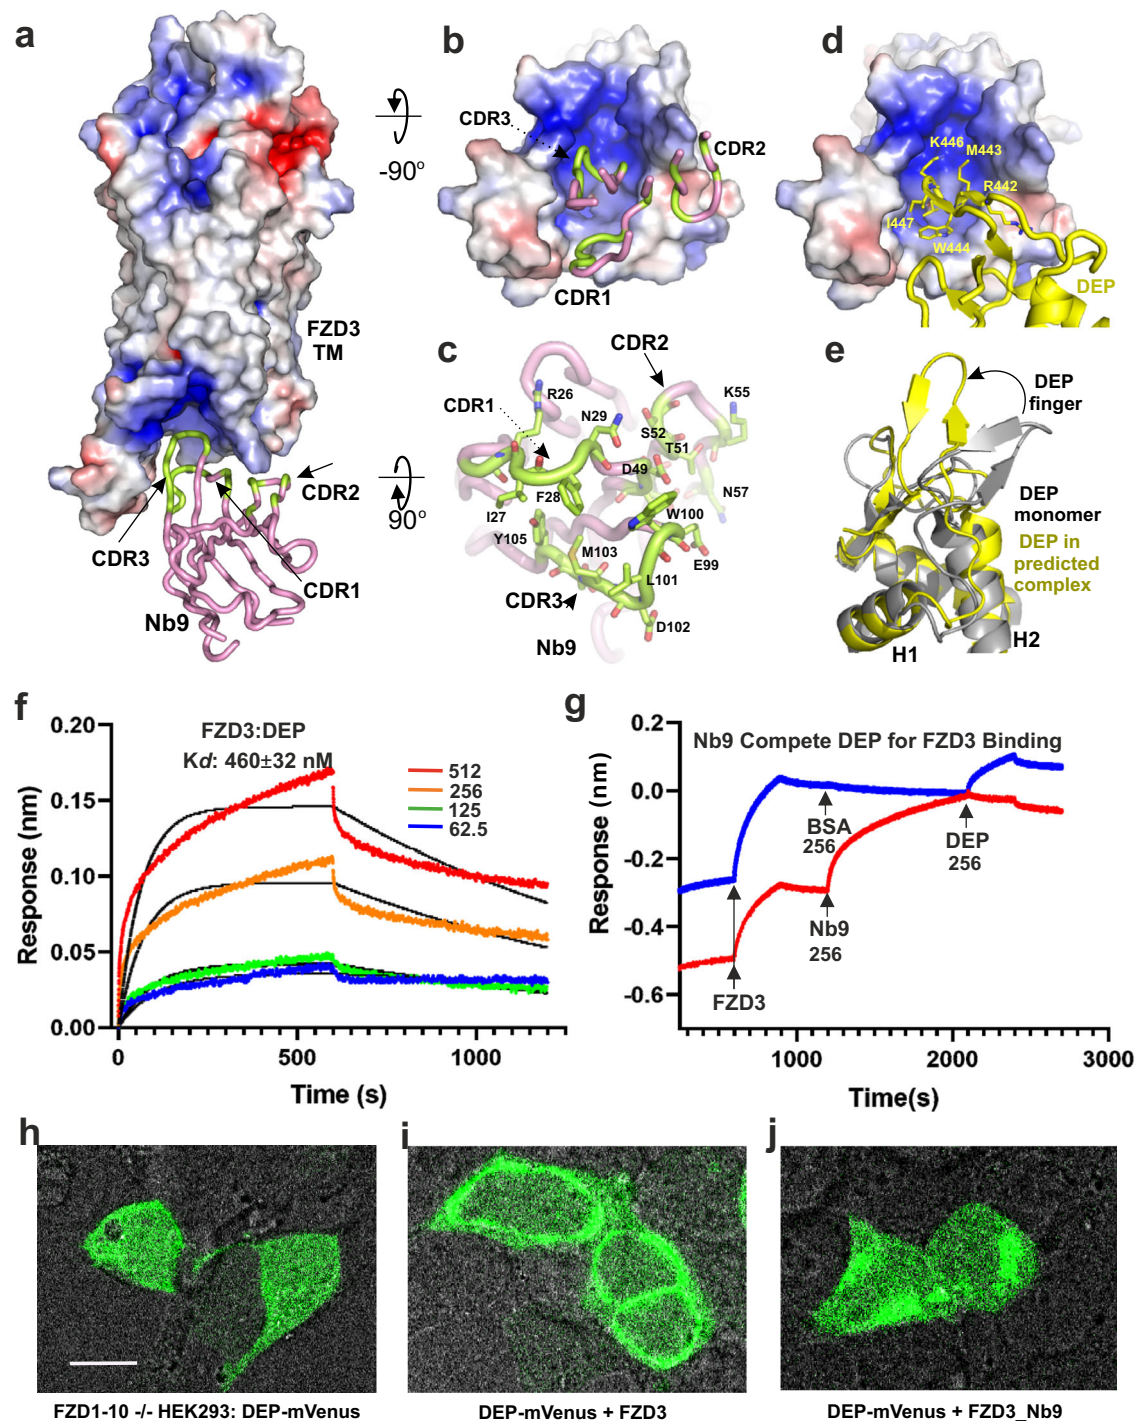 a
b
d
CDR3
CDR2
-90°
CDR1
K446
M443
R442
I447
W444
DEP
FZD3
TM
c
CDR2
e
CDR1
R26
N29
K55
S52
T51
D49
F28
I27
N57
W100
Y105
M103
E99
L101
CDR3
D102
Nb9
DEP
finger
DEP
monomer
DEP in
predicted
complex
H1
H2
CDR2
90°
CDR3
CDR1
Nb9
f
FZD3:DEP
Kd: 460±32 nM
512
256
125
62.5
0.20
0.15
0.10
0.05
0.00
Response (nm)
0
500
1000
Time (s)
g
Nb9 Compete DEP for FZD3 Binding
0.2
0.0
-0.2
-0.4
-0.6
Response (nm)
BSA
256
DEP
256
Nb9
256
FZD3
1000
2000
3000
Time(s)
h
i
j
FZD1-10 -/- HEK293: DEP-mVenus
DEP-mVenus + FZD3
DEP-mVenus + FZD3_Nb9